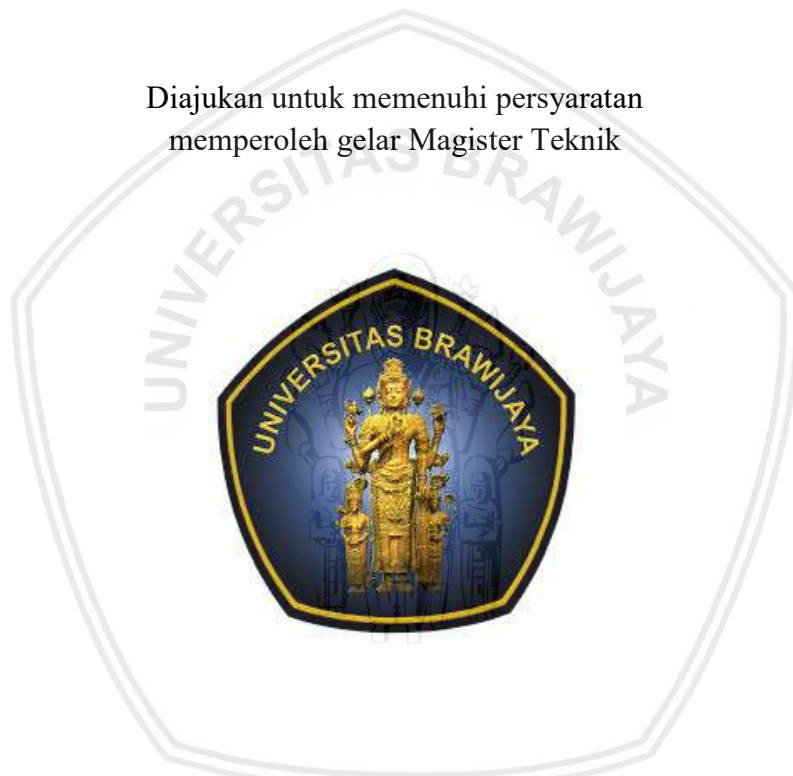 Diajukan untuk memenuhi persyaratan
memperoleh gelar Magister Teknik
UNIVERSITAS BRAWIJAYA
UNIVERSITAS BRAWIJAYA